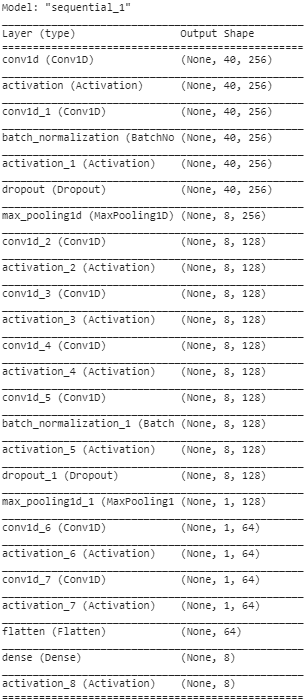 Model: "sequential_1"
Layer (type) Output Shape
conv1d (Conv1D) (None, 40, 256)
activation (Activation) (None, 40, 256)
conv1d_1 (Conv1D) (None, 40, 256)
batch_normalization (BatchNo (None, 40, 256)
activation_1 (Activation) (None, 40, 256)
dropout (Dropout) (None, 40, 256)
max_pooling1d (MaxPooling1D) (None, 8, 256)
conv1d_2 (Conv1D) (None, 8, 128)
activation_2 (Activation) (None, 8, 128)
conv1d_3 (Conv1D) (None, 8, 128)
activation_3 (Activation) (None, 8, 128)
conv1d_4 (Conv1D) (None, 8, 128)
activation_4 (Activation) (None, 8, 128)
conv1d_5 (Conv1D) (None, 8, 128)
batch_normalization_1 (Batch (None, 8, 128)
activation_5 (Activation) (None, 8, 128)
dropout_1 (Dropout) (None, 8, 128)
max_pooling1d_1 (MaxPooling1 (None, 1, 128)
conv1d_6 (Conv1D) (None, 1, 64)
activation_6 (Activation) (None, 1, 64)
conv1d_7 (Conv1D) (None, 1, 64)
activation_7 (Activation) (None, 1, 64)
flatten (Flatten) (None, 64)
dense (Dense) (None, 8)
activation_8 (Activation) (None, 8)